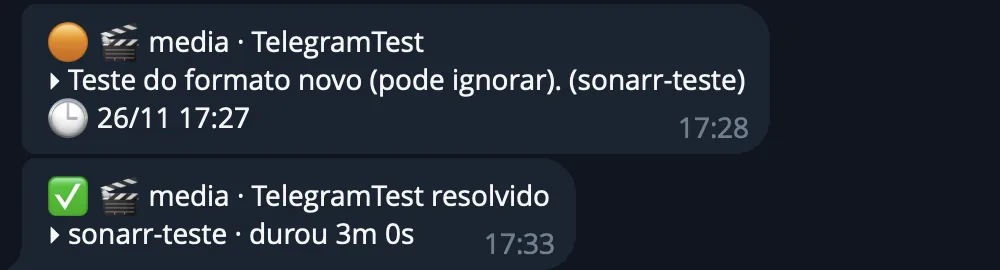 🟠 🎬 media · TelegramTest
▸ Teste do formato novo (pode ignorar). (sonarr-teste)
🕒 26/11 17:27
17:28
✅ 🎬 media · TelegramTest resolvido
▸ sonarr-teste · durou 3m 0s
17:33